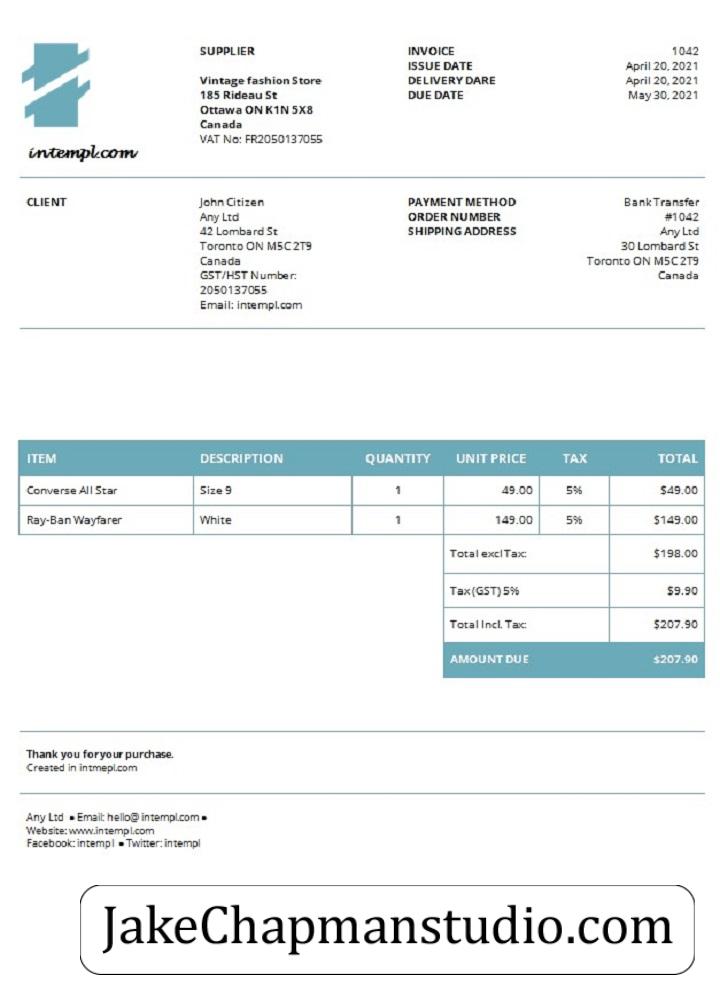 intempl.com
SUPPLIER
Vintage fashion Store
185 Rideau St
Ottawa ON K1N 5X8
Canada
VAT No: FR2050137055
INVOICE 1042
ISSUE DATE April 20, 2021
DELIVERY DARE April 20, 2021
DUE DATE May 30, 2021
CLIENT
John Citizen
Any Ltd
42 Lombard St
Toronto ON M5C 2T9
Canada
GST/HST Number:
2050137055
Email: intempl.com
PAYMENT METHOD Bank Transfer
ORDER NUMBER #1042
SHIPPING ADDRESS Any Ltd
30 Lombard St
Toronto ON M5C 2T9
Canada
ITEM DESCRIPTION QUANTITY UNIT PRICE TAX TOTAL
Converse All Star Size 9 1 49.00 5% $49.00
Ray-Ban Wayfarer White 1 149.00 5% $149.00
Total excl Tax: $198.00
Tax (GST) 5% $9.90
Total Incl. Tax: $207.90
AMOUNT DUE $207.90
Thank you for your purchase.
Created in intmepl.com
Any Ltd ▪ Email: hello@intempl.com ▪
Website: www.intempl.com
Facebook: intempl ▪ Twitter: intempl
JakeChapmanstudio.com